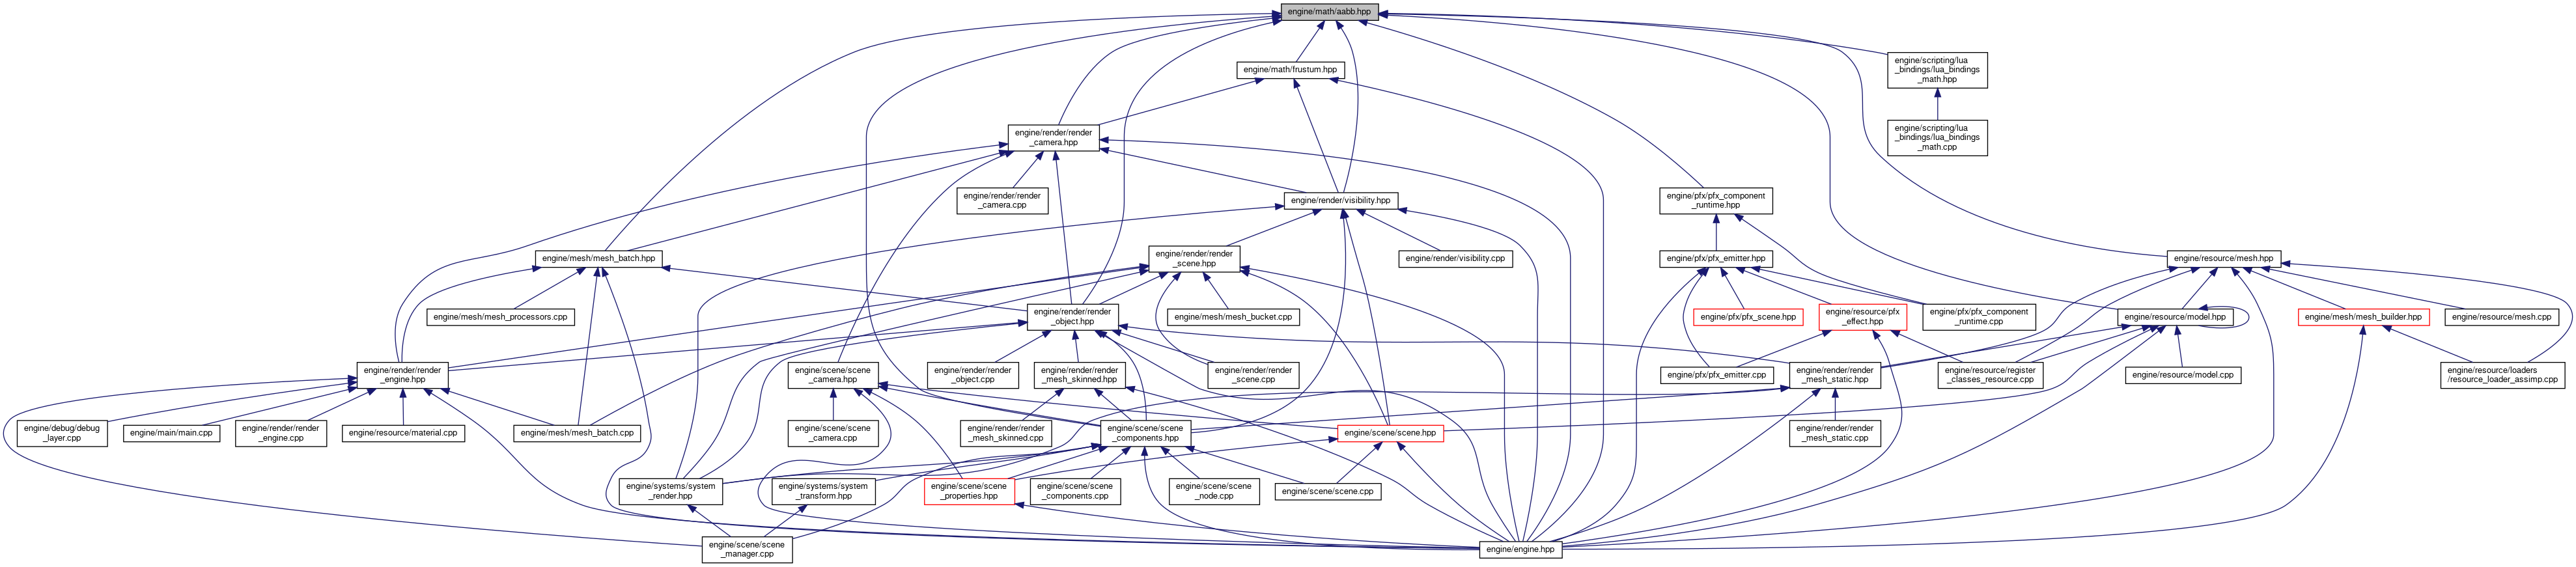 engine/math/aabb.hpp
engine/math/frustum.hpp
engine/scripting/lua
_bindings/lua_bindings
_math.hpp
engine/render/render
_camera.hpp
engine/scripting/lua
_bindings/lua_bindings
_math.cpp
engine/render/render
_camera.cpp
engine/render/visibility.hpp
engine/pfx/pfx_component
_runtime.hpp
engine/mesh/mesh_batch.hpp
engine/render/render
_scene.hpp
engine/render/visibility.cpp
engine/pfx/pfx_emitter.hpp
engine/resource/mesh.hpp
engine/mesh/mesh_processors.cpp
engine/render/render
_object.hpp
engine/mesh/mesh_bucket.cpp
engine/pfx/pfx_scene.hpp
engine/resource/pfx
_effect.hpp
engine/pfx/pfx_component
_runtime.cpp
engine/resource/model.hpp
engine/mesh/mesh_builder.hpp
engine/resource/mesh.cpp
engine/render/render
_engine.hpp
engine/scene/scene
_camera.hpp
engine/render/render
_object.cpp
engine/render/render
_mesh_skinned.hpp
engine/render/render
_scene.cpp
engine/pfx/pfx_emitter.cpp
engine/render/render
_mesh_static.hpp
engine/resource/register
_classes_resource.cpp
engine/resource/model.cpp
engine/resource/loaders
/resource_loader_assimp.cpp
engine/debug/debug
_layer.cpp
engine/main/main.cpp
engine/render/render
_engine.cpp
engine/resource/material.cpp
engine/mesh/mesh_batch.cpp
engine/scene/scene
_camera.cpp
engine/render/render
_mesh_skinned.cpp
engine/scene/scene
_components.hpp
engine/scene/scene.hpp
engine/render/render
_mesh_static.cpp
engine/systems/system
_render.hpp
engine/systems/system
_transform.hpp
engine/scene/scene
_properties.hpp
engine/scene/scene
_components.cpp
engine/scene/scene
_node.cpp
engine/scene/scene.cpp
engine/scene/scene
_manager.cpp
engine/engine.hpp